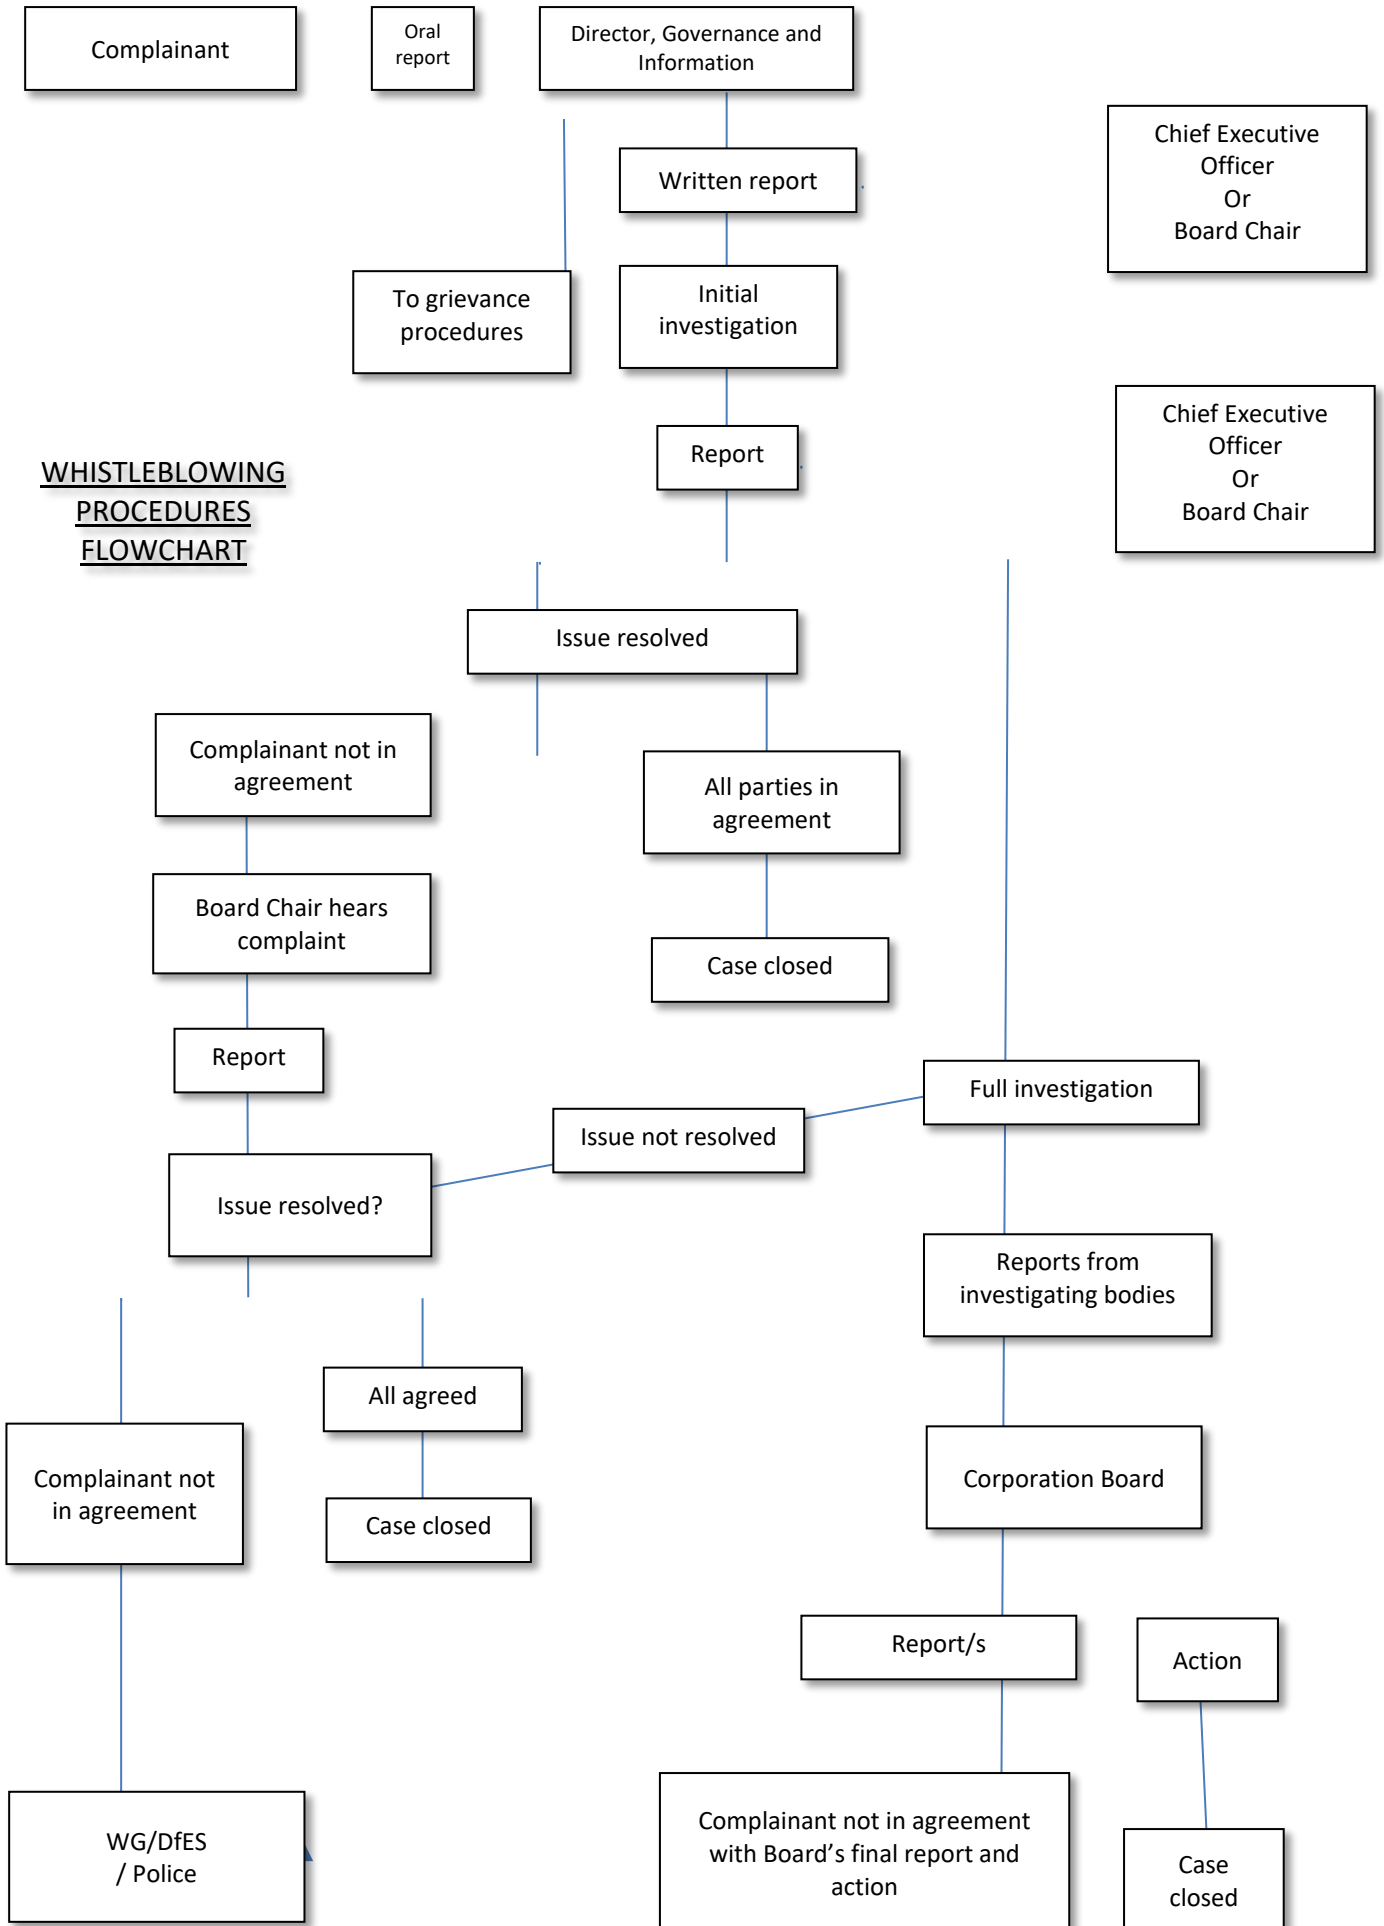 Complainant
Oral
report
Director, Governance and
Information
Chief Executive
Officer
Or
Board Chair
Written report
To grievance
procedures
Initial
investigation
Chief Executive
Officer
Or
Board Chair
Report
WHISTLEBLOWING
PROCEDURES
FLOWCHART
Issue resolved
Complainant not in
agreement
All parties in
agreement
Board Chair hears
complaint
Case closed
Report
Full investigation
Issue not resolved
Issue resolved?
Reports from
investigating bodies
All agreed
Complainant not
in agreement
Corporation Board
Case closed
Report/s
Action
WG/DfES
/ Police
Complainant not in agreement
with Board’s final report and
action
Case
closed